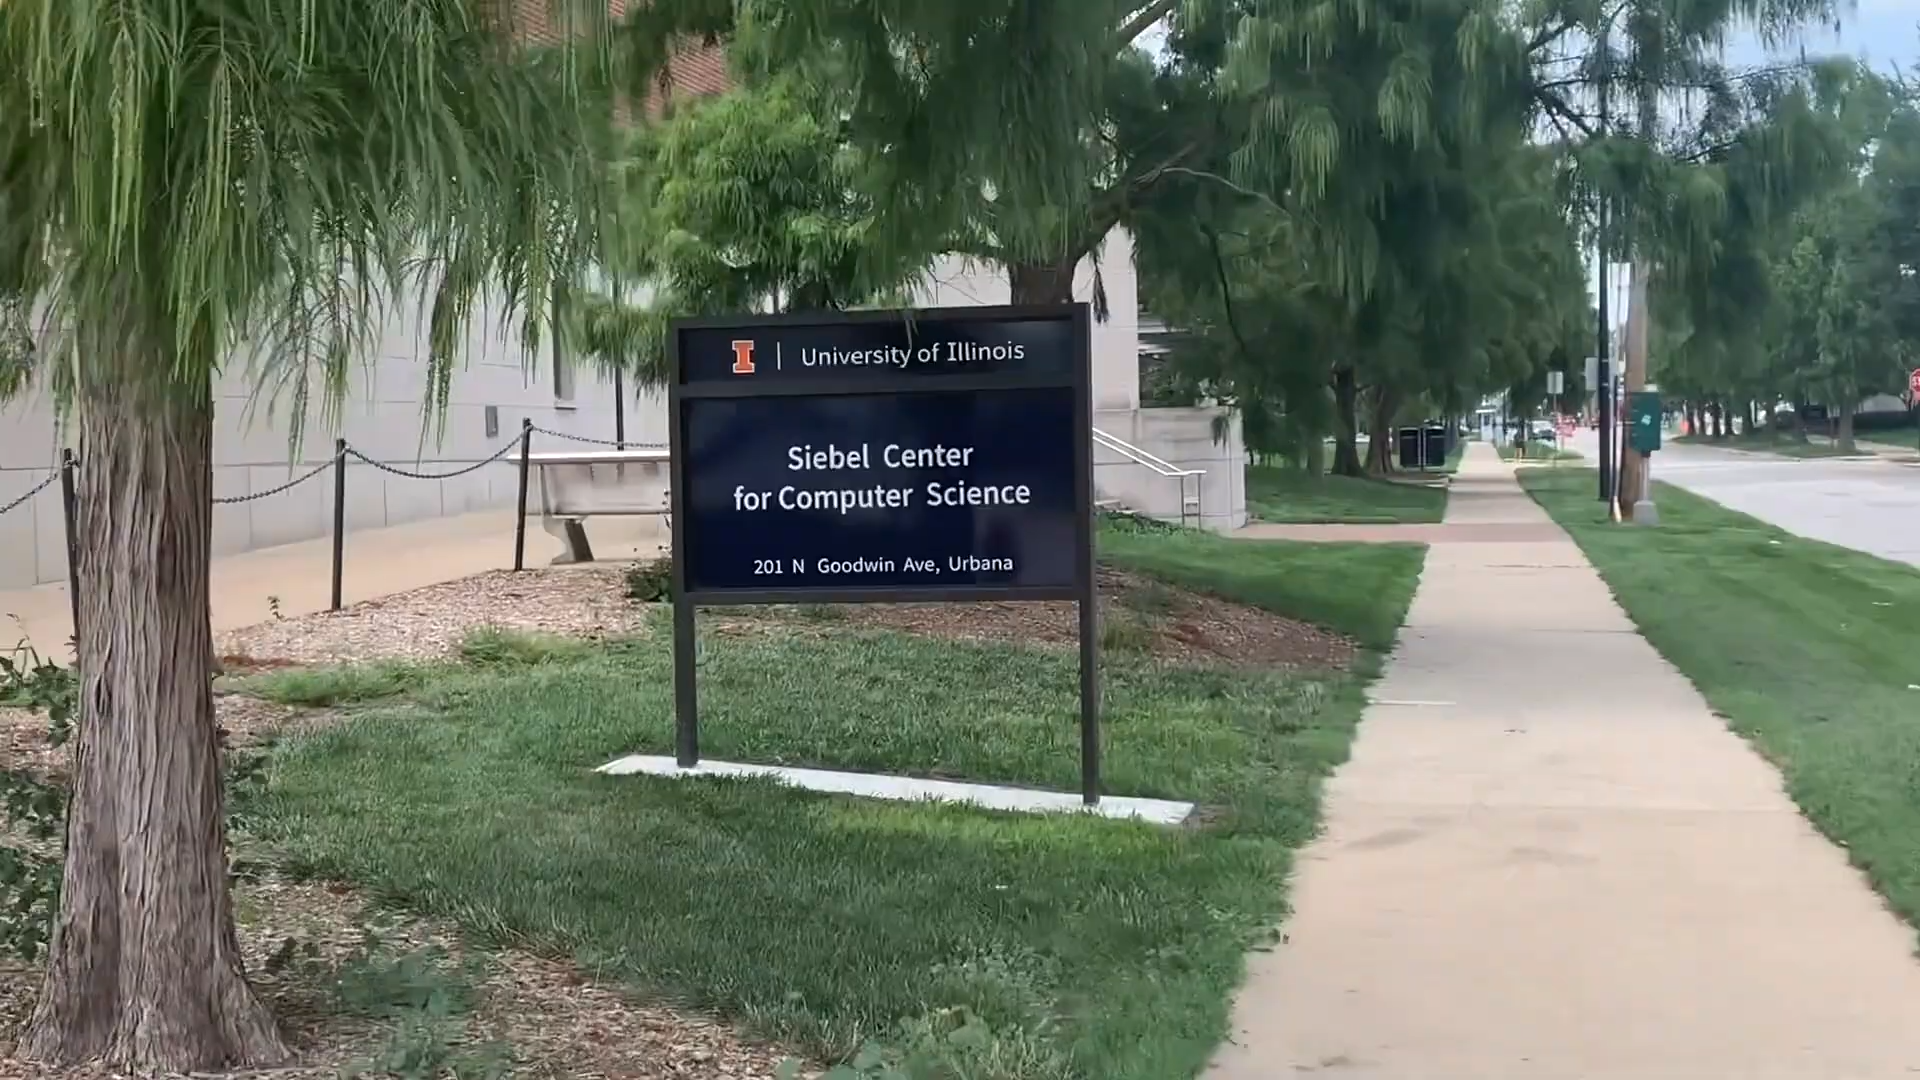 I | University of Illinois
Siebel Center
for Computer Science
201 N Goodwin Ave, Urbana